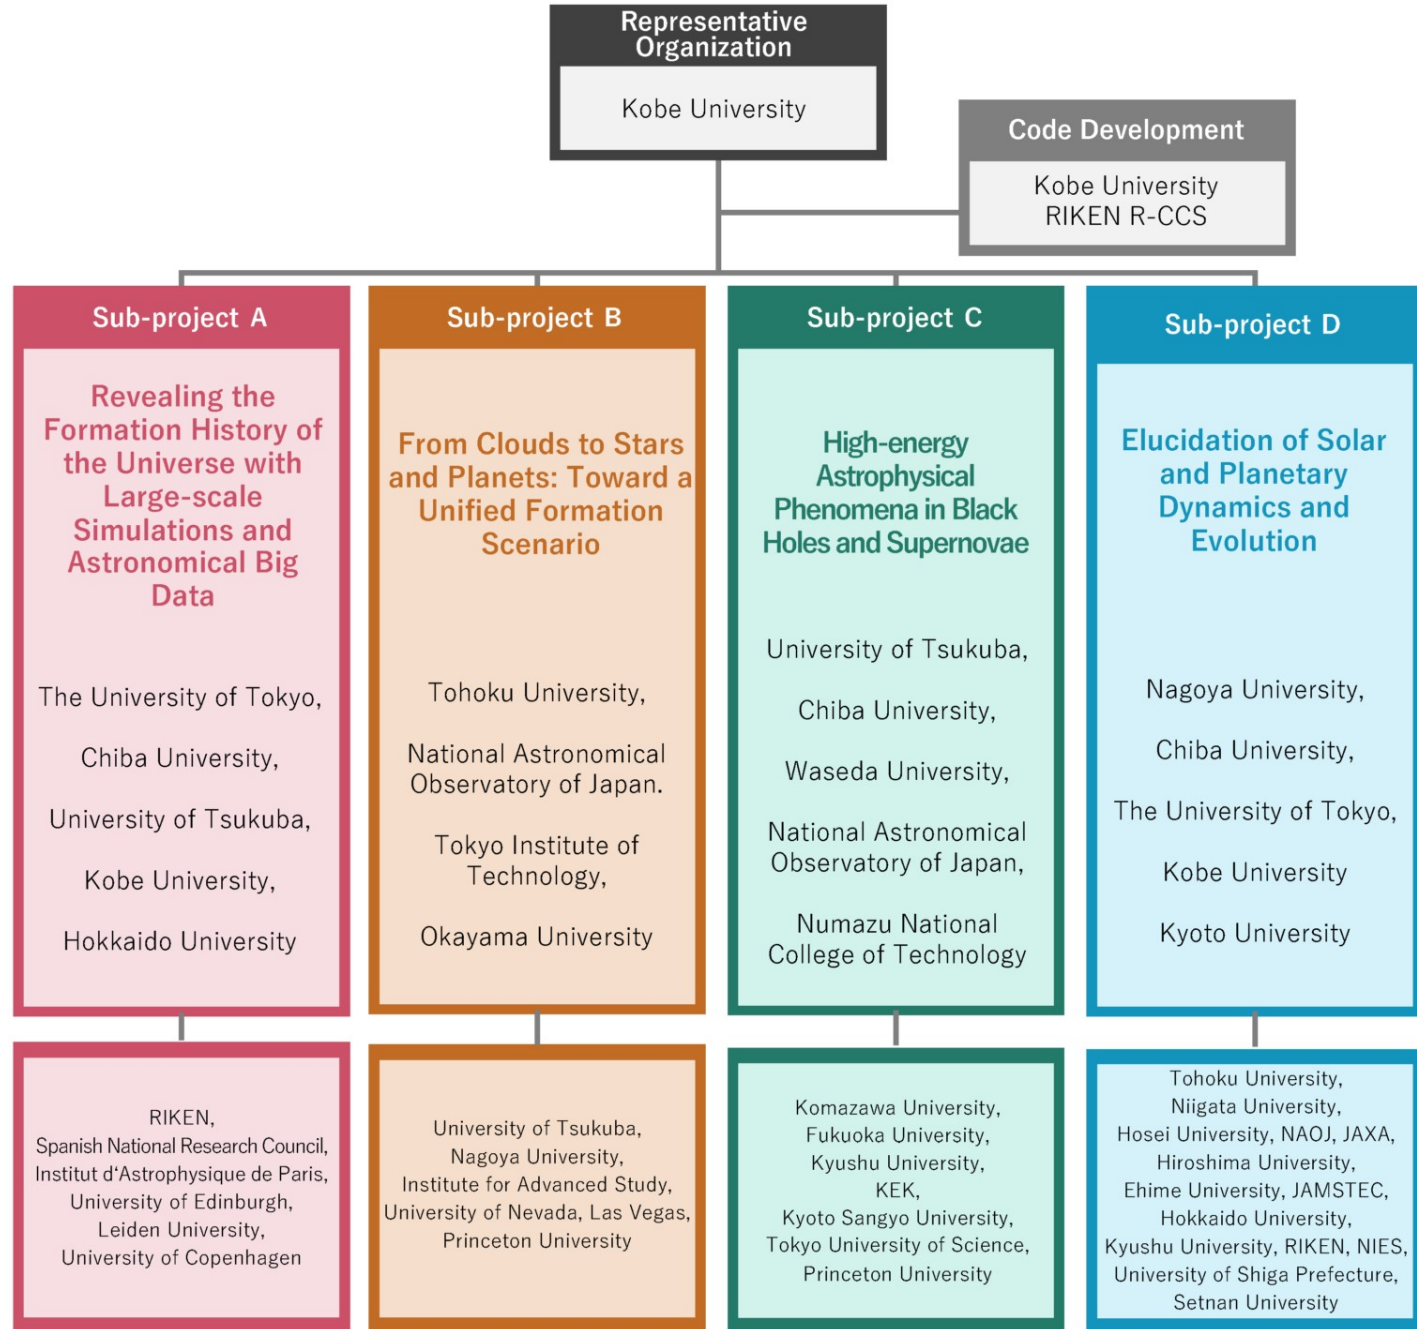 Representative
Organization
Kobe University
Code Development
Kobe University
RIKEN R-CCS
Sub-project A
Revealing the
Formation History of
the Universe with
Large-scale
Simulations and
Astronomical Big
Data
The University of Tokyo,
Chiba University,
University of Tsukuba,
Kobe University,
Hokkaido University
RIKEN,
Spanish National Research Council,
Institut d‘Astrophysique de Paris,
University of Edinburgh,
Leiden University,
University of Copenhagen
Sub-project B
From Clouds to Stars
and Planets: Toward a
Unified Formation
Scenario
Tohoku University,
National Astronomical
Observatory of Japan.
Tokyo Institute of
Technology,
Okayama University
University of Tsukuba,
Nagoya University,
Institute for Advanced Study,
University of Nevada, Las Vegas,
Princeton University
Sub-project C
High-energy
Astrophysical
Phenomena in Black
Holes and Supernovae
University of Tsukuba,
Chiba University,
Waseda University,
National Astronomical
Observatory of Japan,
Numazu National
College of Technology
Komazawa University,
Fukuoka University,
Kyushu University,
KEK,
Kyoto Sangyo University,
Tokyo University of Science,
Princeton University
Sub-project D
Elucidation of Solar
and Planetary
Dynamics and
Evolution
Nagoya University,
Chiba University,
The University of Tokyo,
Kobe University
Kyoto University
Tohoku University,
Niigata University,
Hosei University, NAOJ, JAXA,
Hiroshima University,
Ehime University, JAMSTEC,
Hokkaido University,
Kyushu University, RIKEN, NIES,
University of Shiga Prefecture,
Setnan University